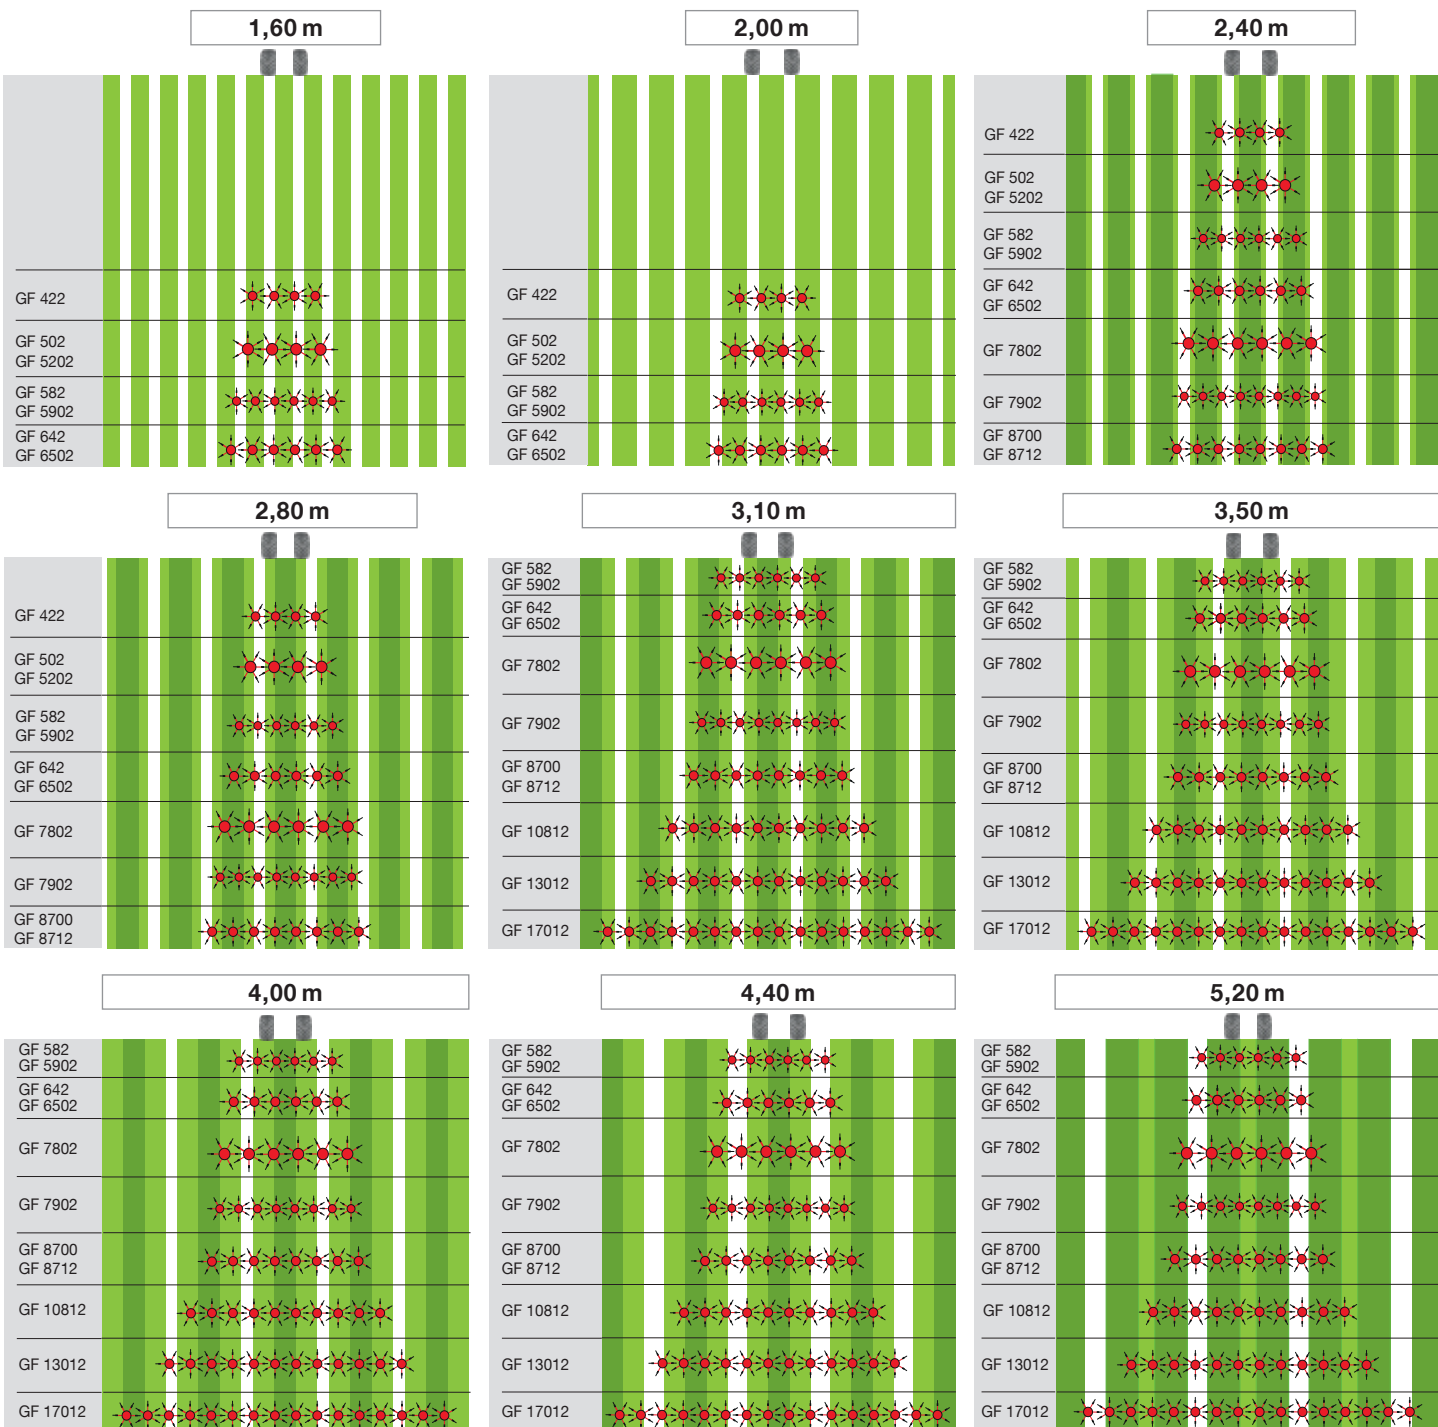 1,60 m
GF 422
GF 502
GF 5202
GF 582
GF 5902
GF 642
GF 6502
2,00 m
GF 422
GF 502
GF 5202
GF 582
GF 5902
GF 642
GF 6502
2,40 m
GF 422
GF 502
GF 5202
GF 582
GF 5902
GF 642
GF 6502
GF 7802
GF 7902
GF 8700
GF 8712
2,80 m
GF 422
GF 502
GF 5202
GF 582
GF 5902
GF 642
GF 6502
GF 7802
GF 7902
GF 8700
GF 8712
3,10 m
GF 582
GF 5902
GF 642
GF 6502
GF 7802
GF 7902
GF 8700
GF 8712
GF 10812
GF 13012
GF 17012
3,50 m
GF 582
GF 5902
GF 642
GF 6502
GF 7802
GF 7902
GF 8700
GF 8712
GF 10812
GF 13012
GF 17012
4,00 m
GF 582
GF 5902
GF 642
GF 6502
GF 7802
GF 7902
GF 8700
GF 8712
GF 10812
GF 13012
GF 17012
4,40 m
GF 582
GF 5902
GF 642
GF 6502
GF 7802
GF 7902
GF 8700
GF 8712
GF 10812
GF 13012
GF 17012
5,20 m
GF 582
GF 5902
GF 642
GF 6502
GF 7802
GF 7902
GF 8700
GF 8712
GF 10812
GF 13012
GF 17012